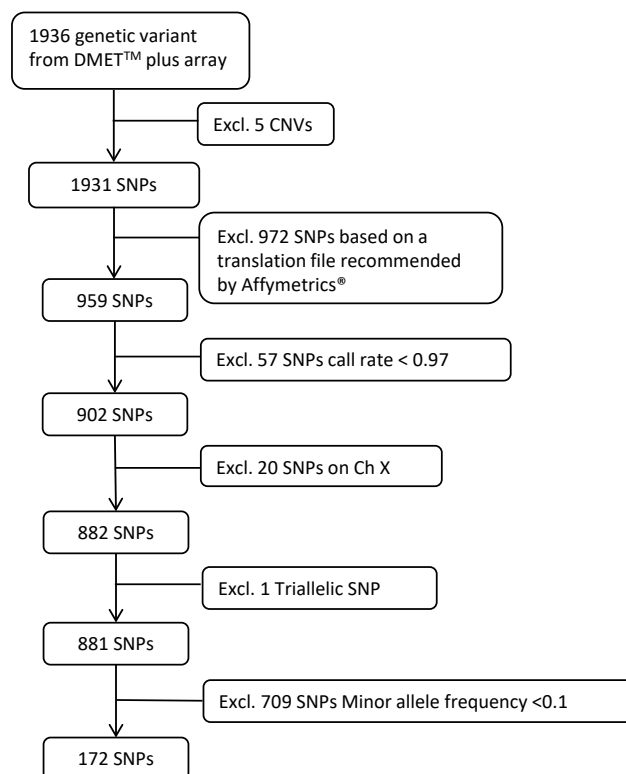 1936 genetic variant
from DMET™ plus array
Excl. 5 CNVs
1931 SNPs
Excl. 972 SNPs based on a
translation file recommended
by Affymetrics®
959 SNPs
Excl. 57 SNPs call rate < 0.97
902 SNPs
Excl. 20 SNPs on Ch X
882 SNPs
Excl. 1 Triallelic SNP
881 SNPs
Excl. 709 SNPs Minor allele frequency <0.1
172 SNPs